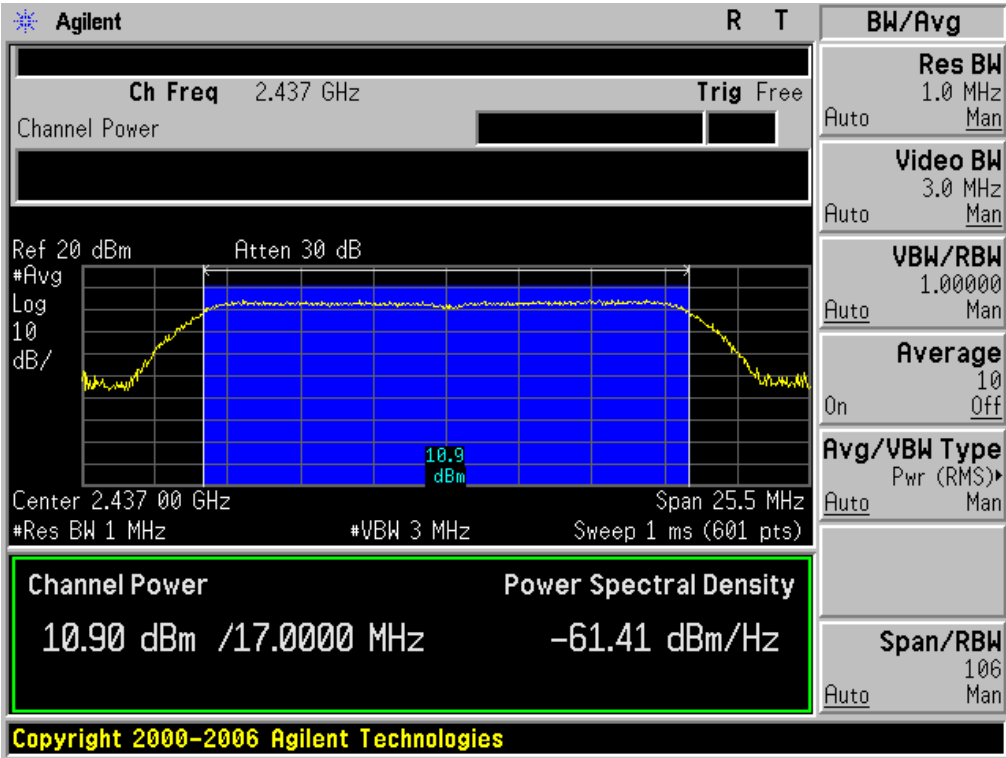 Agilent
R T
BW/Avg
Ch Freq 2.437 GHz
Trig Free
Channel Power
Ref 20 dBm
Atten 30 dB
#Avg
Log
10
dB/
10.9
dBm
Center 2.437 00 GHz
Span 25.5 MHz
#Res BW 1 MHz
#VBW 3 MHz
Sweep 1 ms (601 pts)
Channel Power
Power Spectral Density
10.90 dBm /17.0000 MHz
-61.41 dBm/Hz
Res BW
1.0 MHz
Auto Man
Video BW
3.0 MHz
Auto Man
VBW/RBW
1.00000
Auto Man
Average
10
On Off
Avg/VBW Type
Pwr (RMS)▸
Auto Man
Span/RBW
106
Auto Man
Copyright 2000-2006 Agilent Technologies